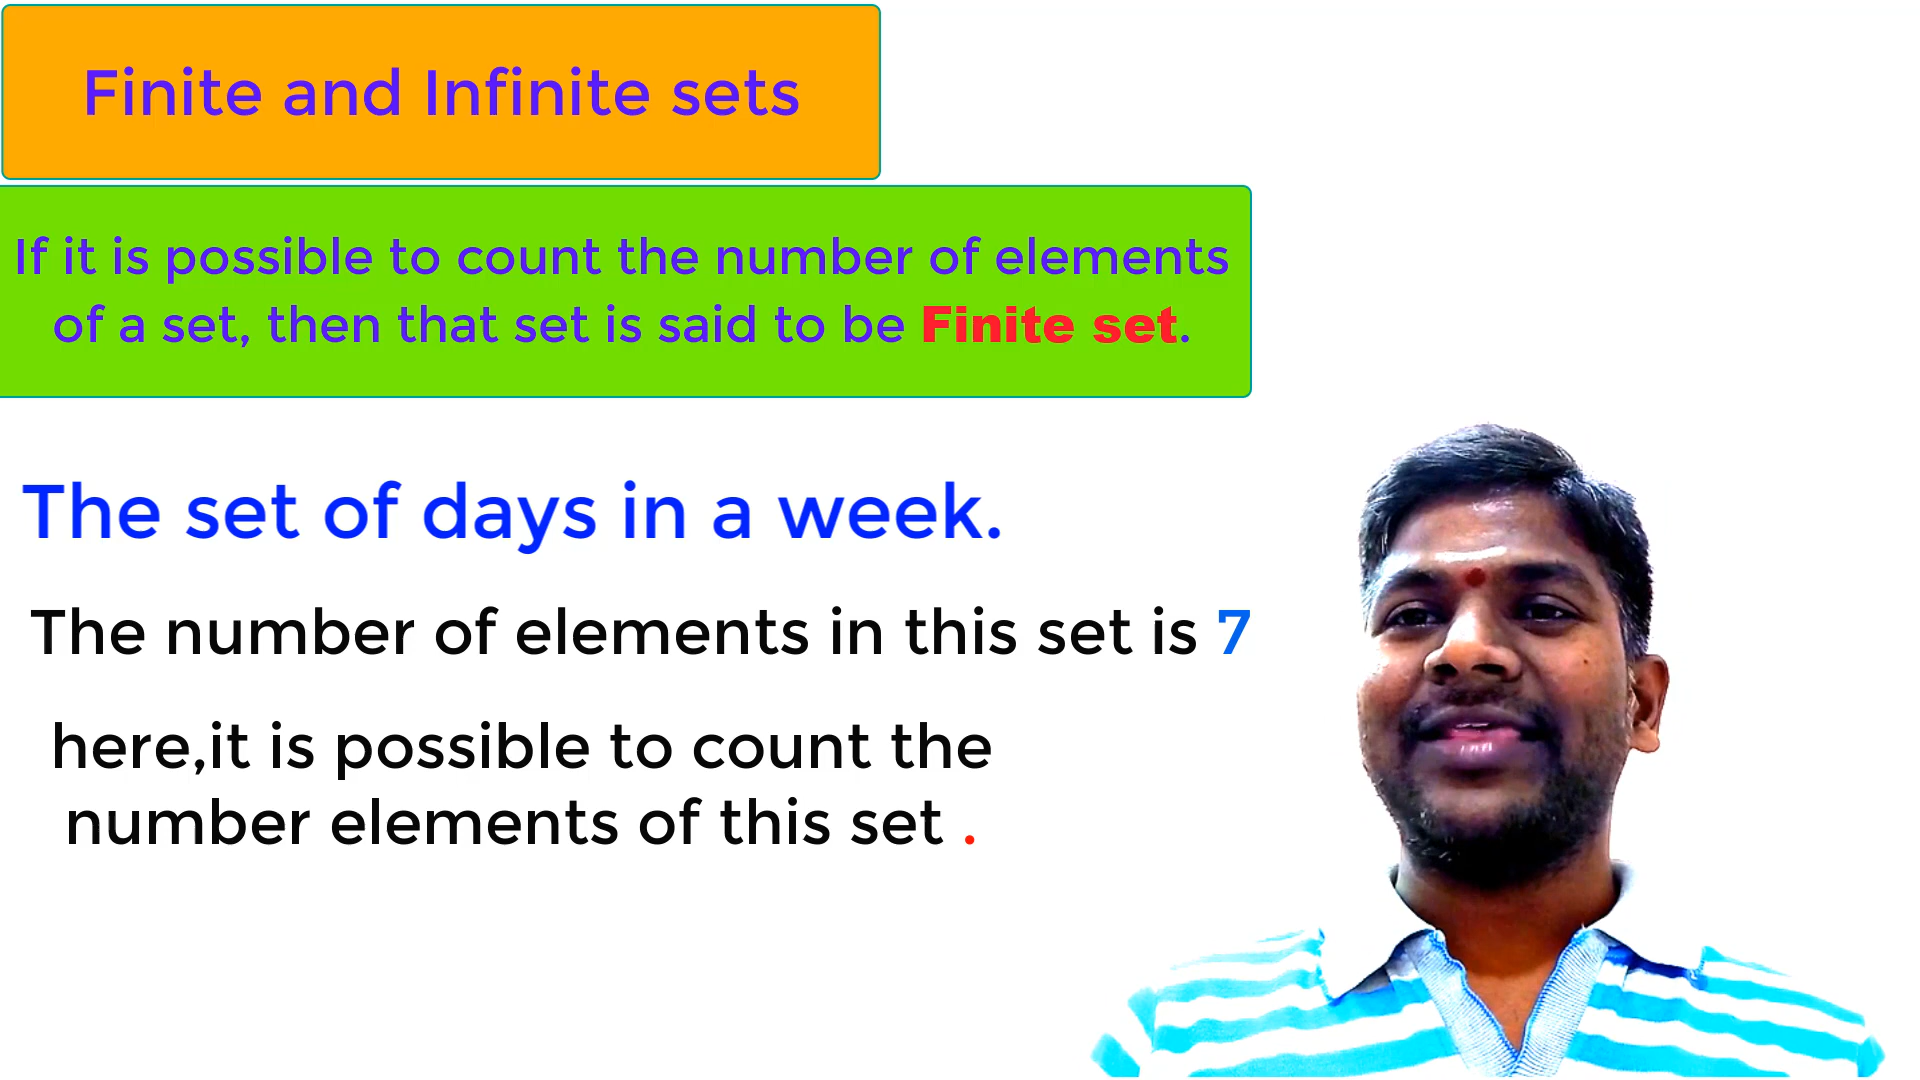 Finite and Infinite sets
If it is possible to count the number of elements
of a set, then that set is said to be Finite set.
The set of days in a week.
The number of elements in this set is 7
here,it is possible to count the
number elements of this set .